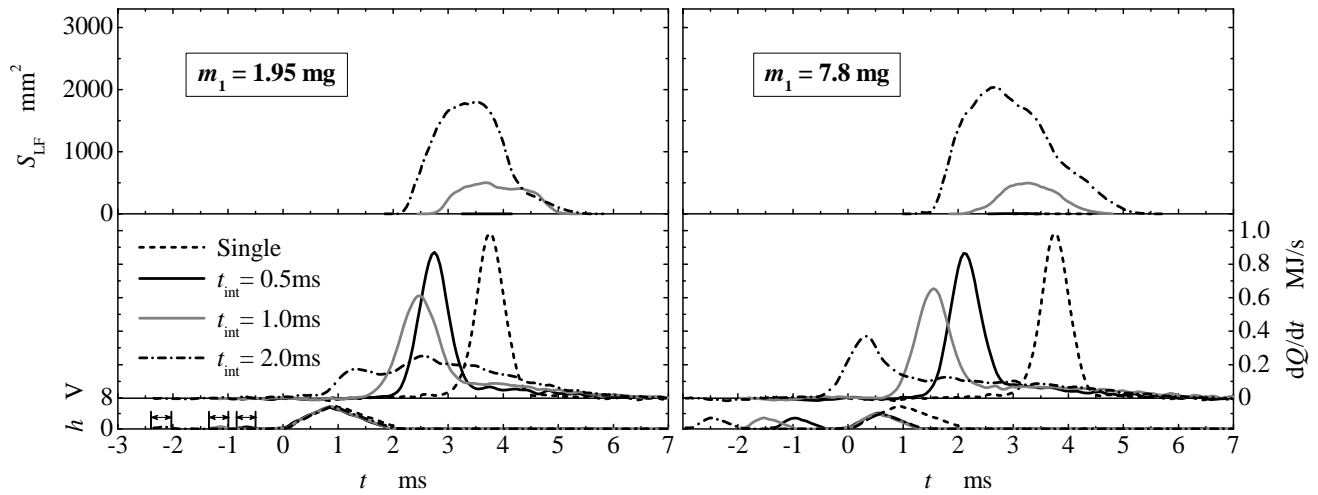 3000
2000
1000
0
S_LF mm²
m₁ = 1.95 mg
m₁ = 7.8 mg
Single
t_int = 0.5ms
t_int = 1.0ms
t_int = 2.0ms
1.0
0.8
0.6
0.4
0.2
0
dQ/dt MJ/s
8
0
h V
-3 -2 -1 0 1 2 3 4 5 6 7
-2 -1 0 1 2 3 4 5 6 7
t ms
t ms